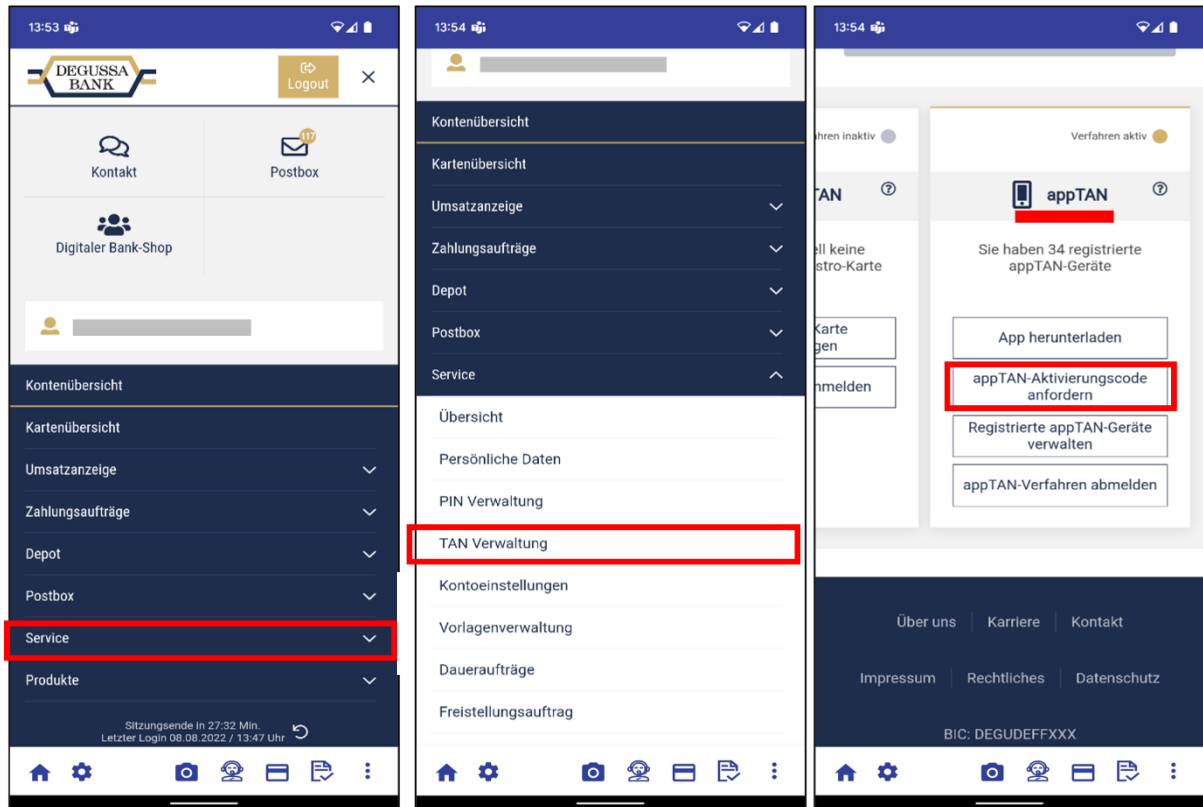 13:53
DEGUSSA
BANK
Logout
Kontakt
117
Postbox
Digitaler Bank-Shop
Kontenübersicht
Kartenübersicht
Umsatzanzeige
Zahlungsaufträge
Depot
Postbox
Service
Produkte
Sitzungsende in 27:32 Min.
Letzter Login 08.08.2022 / 13:47 Uhr
13:54
Kontenübersicht
Kartenübersicht
Umsatzanzeige
Zahlungsaufträge
Depot
Postbox
Service
Übersicht
Persönliche Daten
PIN Verwaltung
TAN Verwaltung
Kontoeinstellungen
Vorlagenverwaltung
Daueraufträge
Freistellungsauftrag
13:54
hren inaktiv
TAN
ell keine
stro-Karte
Karte
gen
nmelden
Verfahren aktiv
appTAN
Sie haben 34 registrierte
appTAN-Geräte
App herunterladen
appTAN-Aktivierungscode
anfordern
Registrierte appTAN-Geräte
verwalten
appTAN-Verfahren abmelden
Über uns Karriere Kontakt
Impressum Rechtliches Datenschutz
BIC: DEGUDEFFXXX